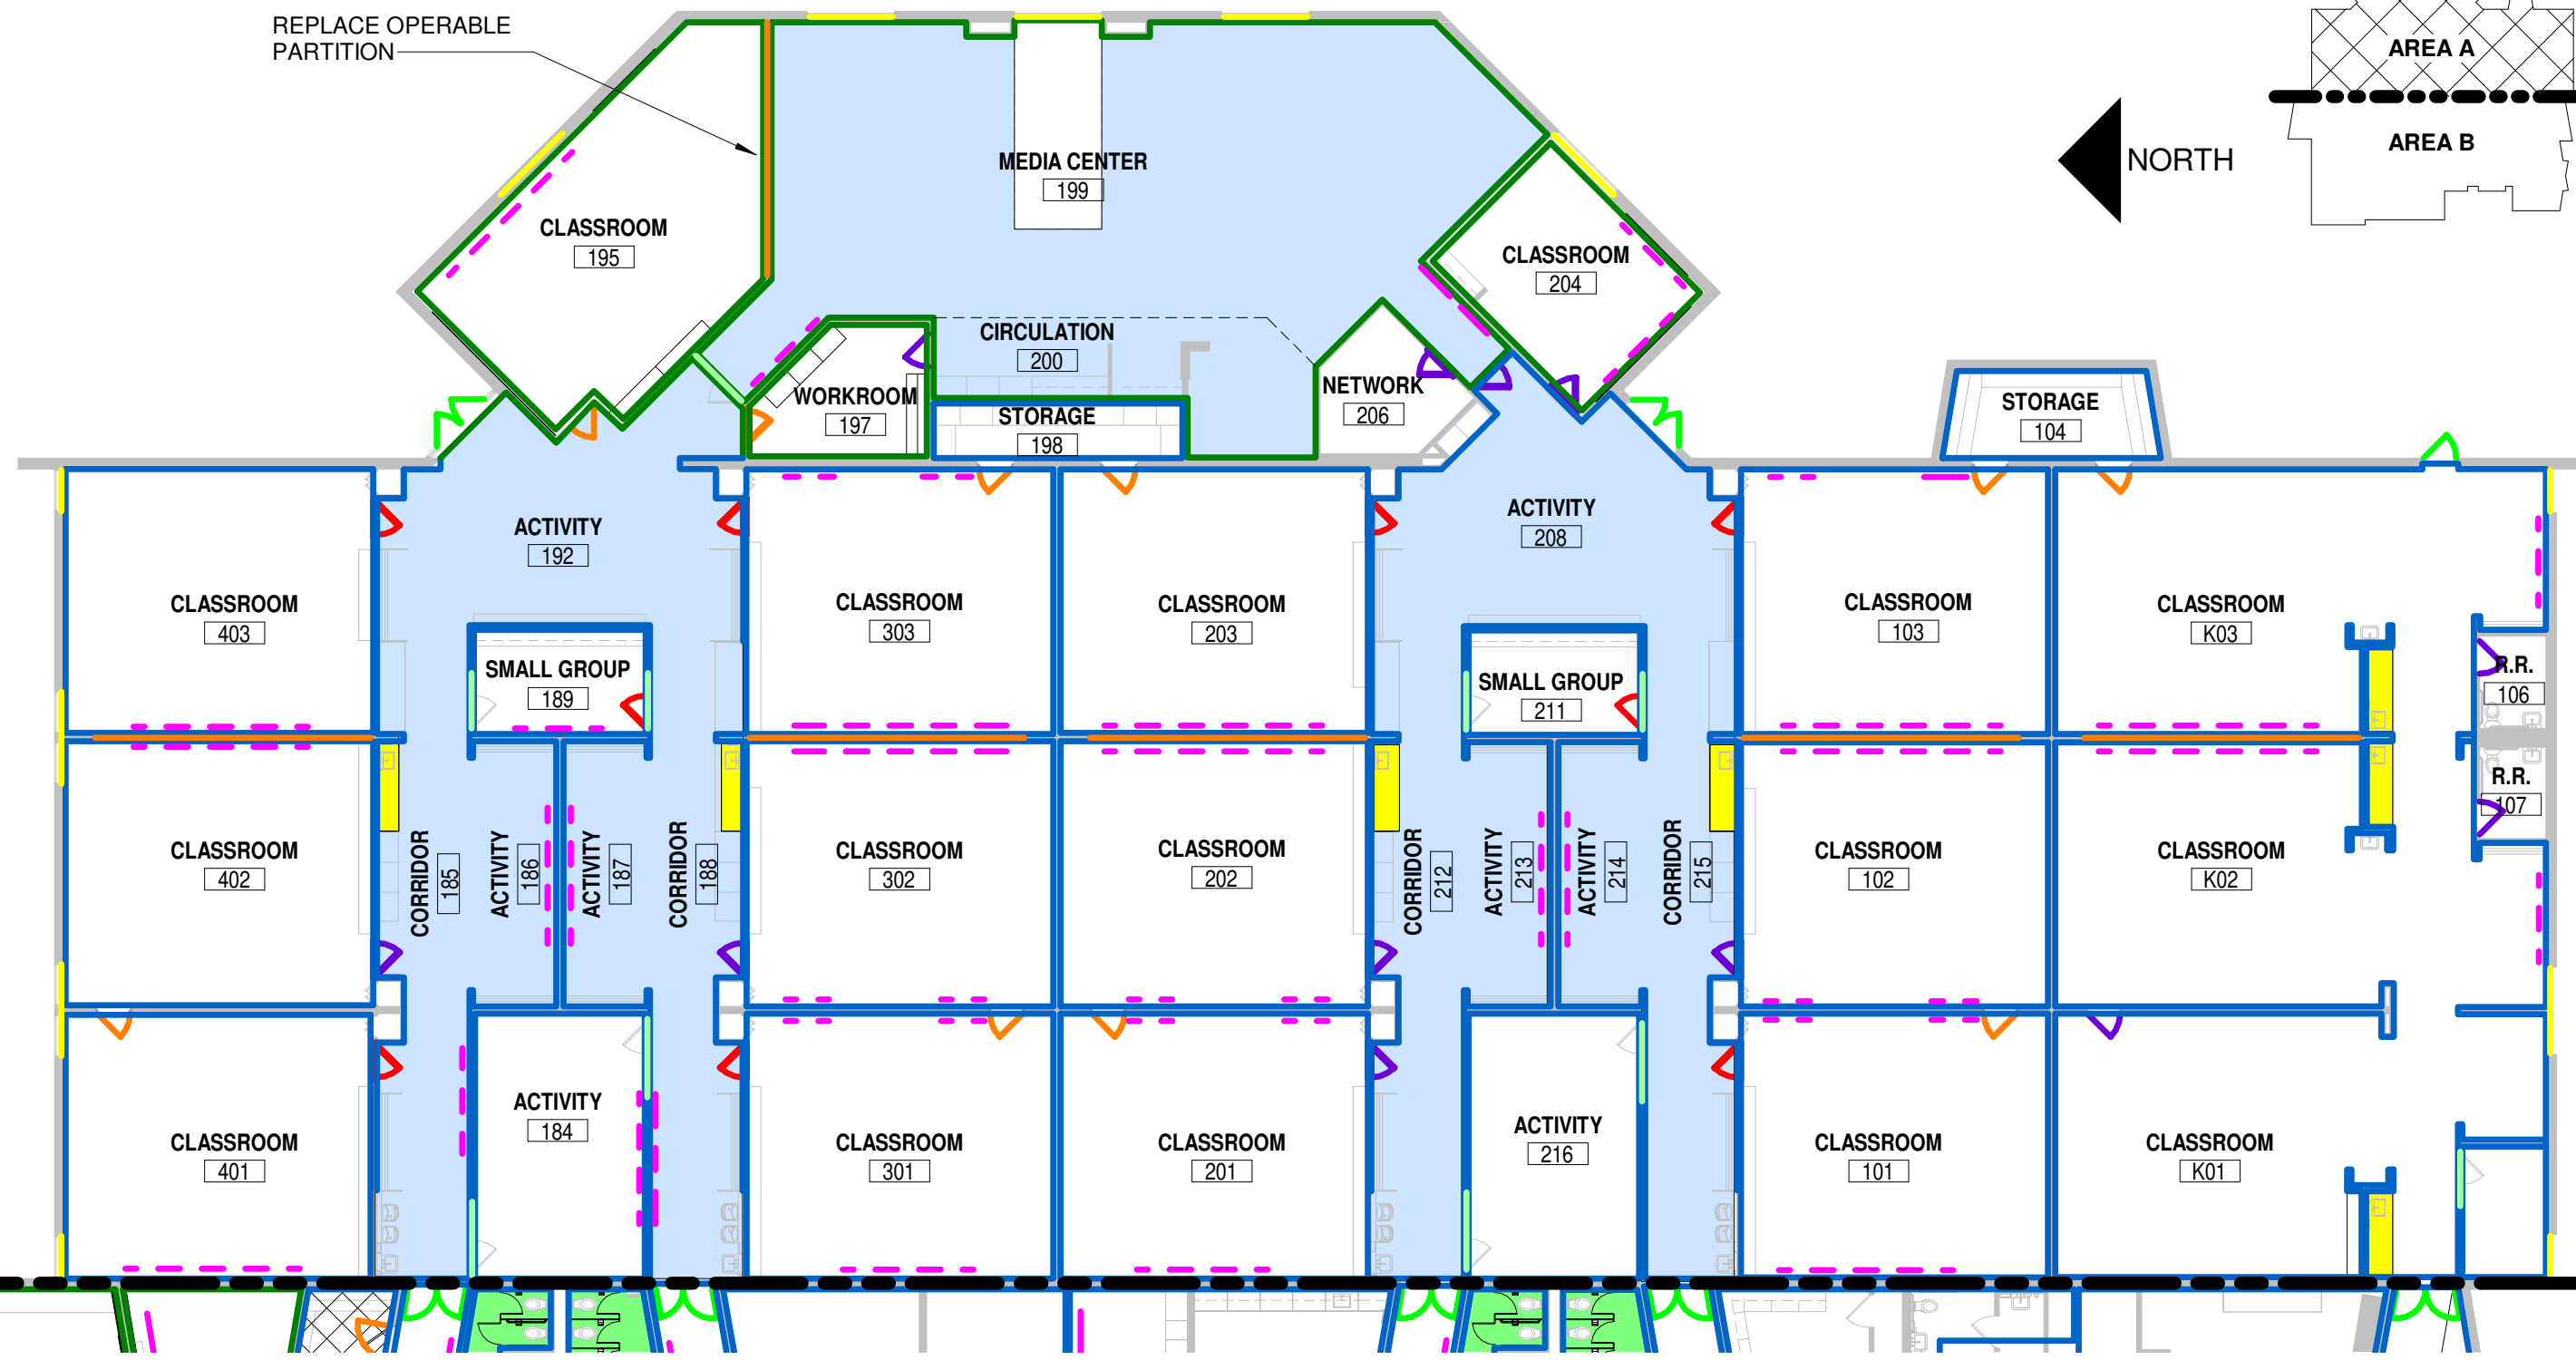 REPLACE OPERABLE
PARTITION
AREA A
AREA B
NORTH
MEDIA CENTER
199
CLASSROOM
195
CLASSROOM
204
CIRCULATION
200
WORKROOM
197
STORAGE
198
NETWORK
206
STORAGE
104
ACTIVITY
192
ACTIVITY
208
CLASSROOM
403
CLASSROOM
303
CLASSROOM
203
CLASSROOM
103
CLASSROOM
K03
SMALL GROUP
189
SMALL GROUP
211
R.R.
106
R.R.
107
CLASSROOM
402
CORRIDOR
185
ACTIVITY
186
ACTIVITY
187
CORRIDOR
188
CLASSROOM
302
CLASSROOM
202
CORRIDOR
212
ACTIVITY
213
ACTIVITY
214
CORRIDOR
215
CLASSROOM
102
CLASSROOM
K02
CLASSROOM
401
ACTIVITY
184
CLASSROOM
301
CLASSROOM
201
ACTIVITY
216
CLASSROOM
101
CLASSROOM
K01